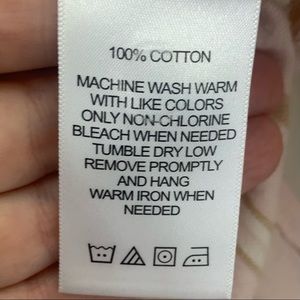 100% COTTON
MACHINE WASH WARM
WITH LIKE COLORS
ONLY NON-CHLORINE
BLEACH WHEN NEEDED
TUMBLE DRY LOW
REMOVE PROMPTLY
AND HANG
WARM IRON WHEN
NEEDED